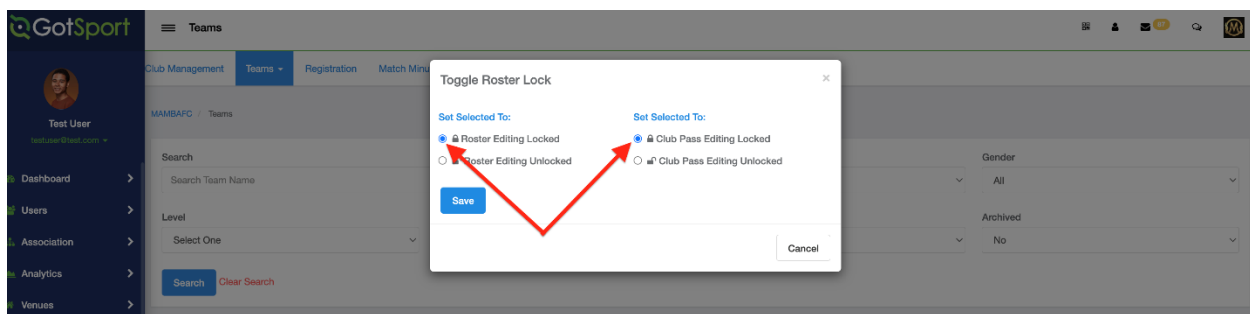 GotSport
Teams
Club Management Teams Registration Match Minu
Toggle Roster Lock ×
MAMBAFC / Teams
Set Selected To: Set Selected To:
Roster Editing Locked Club Pass Editing Locked
Roster Editing Unlocked Club Pass Editing Unlocked
Save
Cancel
Test User
testuser@test.com
Dashboard
Users
Association
Analytics
Venues
Search Gender
Search Team Name All
Level Archived
Select One No
Search Clear Search